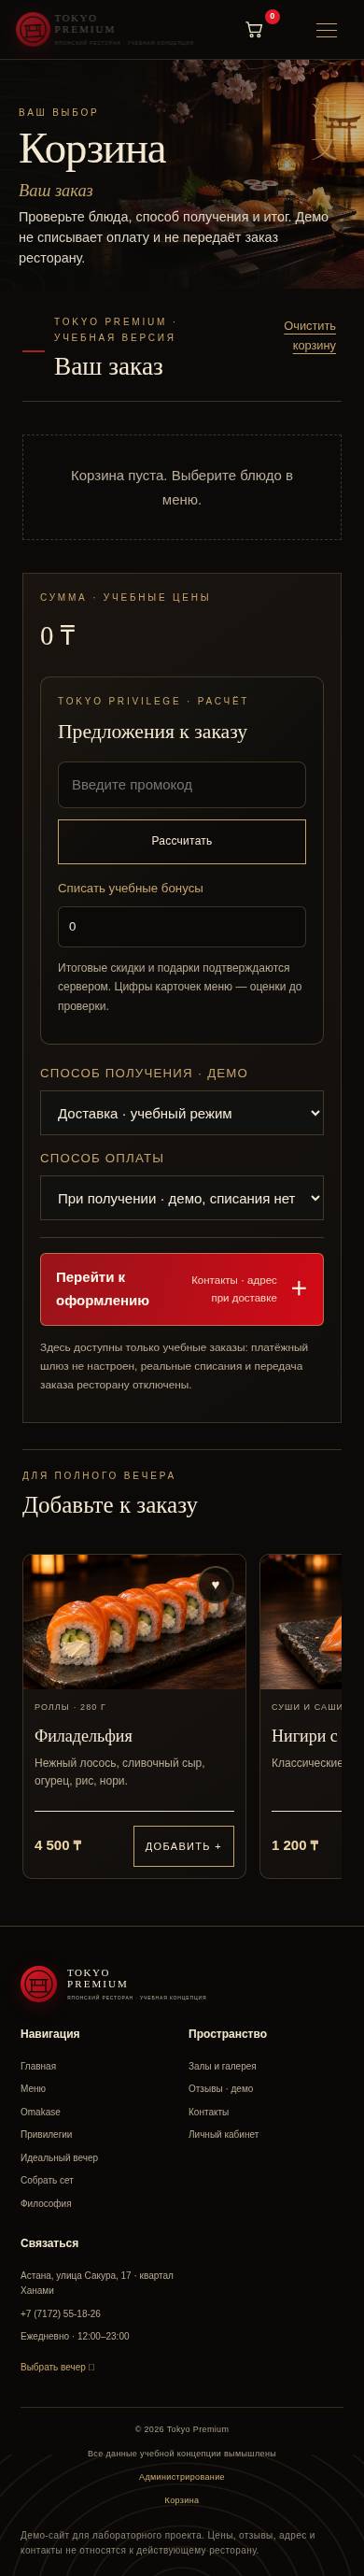 TOKYO
PREMIUM
ЯПОНСКИЙ РЕСТОРАН · УЧЕБНАЯ КОНЦЕПЦИЯ
0
ВАШ ВЫБОР
Корзина
Ваш заказ
Проверьте блюда, способ получения и итог. Демо
не списывает оплату и не передаёт заказ
ресторану.
TOKYO PREMIUM ·
УЧЕБНАЯ ВЕРСИЯ
Ваш заказ
Очистить
корзину
Корзина пуста. Выберите блюдо в
меню.
СУММА · УЧЕБНЫЕ ЦЕНЫ
0 ₸
TOKYO PRIVILEGE · РАСЧЁТ
Предложения к заказу
Введите промокод
Рассчитать
Списать учебные бонусы
0
Итоговые скидки и подарки подтверждаются
сервером. Цифры карточек меню — оценки до
проверки.
СПОСОБ ПОЛУЧЕНИЯ · ДЕМО
Доставка · учебный режим
СПОСОБ ОПЛАТЫ
При получении · демо, списания нет
Перейти к
оформлению
Контакты · адрес
при доставке
+
Здесь доступны только учебные заказы: платёжный
шлюз не настроен, реальные списания и передача
заказа ресторану отключены.
ДЛЯ ПОЛНОГО ВЕЧЕРА
Добавьте к заказу
♥
РОЛЛЫ · 280 Г
Филадельфия
Нежный лосось, сливочный сыр,
огурец, рис, нори.
4 500 ₸
ДОБАВИТЬ +
СУШИ И САШИ
Нигири с
Классические
1 200 ₸
TOKYO
PREMIUM
ЯПОНСКИЙ РЕСТОРАН · УЧЕБНАЯ КОНЦЕПЦИЯ
Навигация
Главная
Меню
Omakase
Привилегии
Идеальный вечер
Собрать сет
Философия
Пространство
Залы и галерея
Отзывы · демо
Контакты
Личный кабинет
Связаться
Астана, улица Сакура, 17 · квартал
Ханами
+7 (7172) 55-18-26
Ежедневно · 12:00–23:00
Выбрать вечер
© 2026 Tokyo Premium
Все данные учебной концепции вымышлены
Администрирование
Корзина
Демо-сайт для лабораторного проекта. Цены, отзывы, адрес и
контакты не относятся к действующему ресторану.